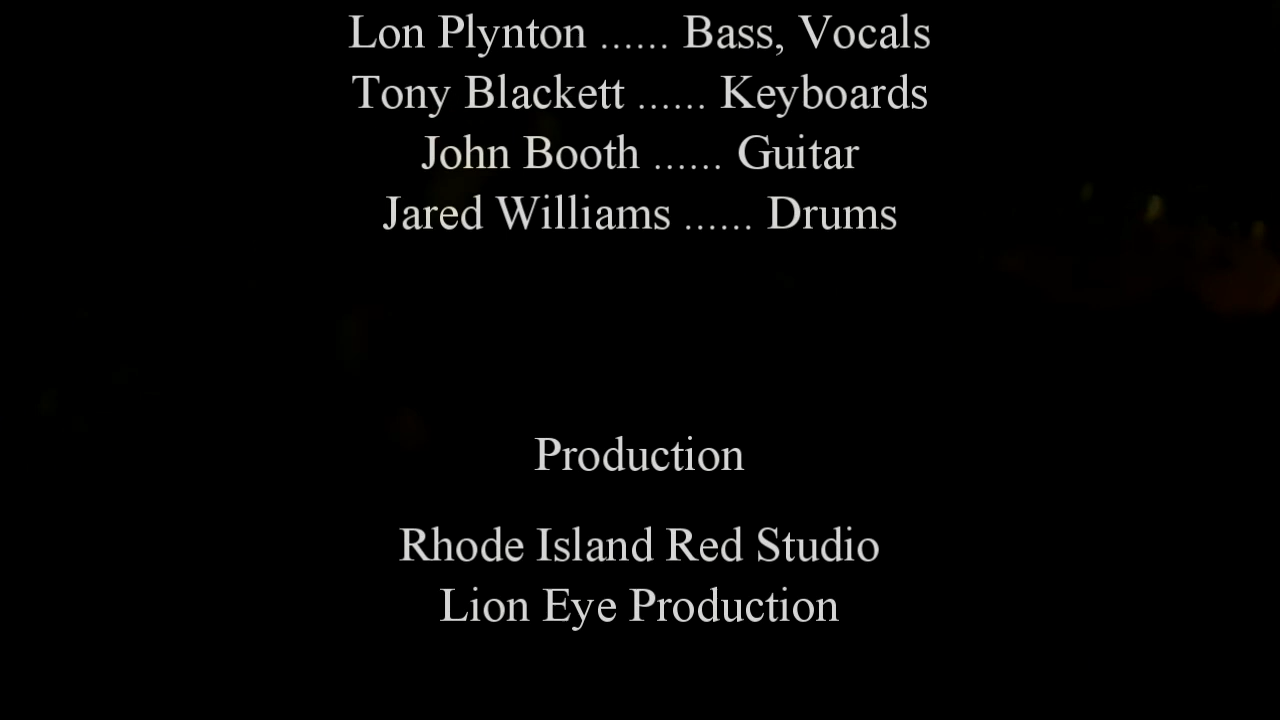 Lon Plynton ...... Bass, Vocals
Tony Blackett ...... Keyboards
John Booth ...... Guitar
Jared Williams ...... Drums
Production
Rhode Island Red Studio
Lion Eye Production